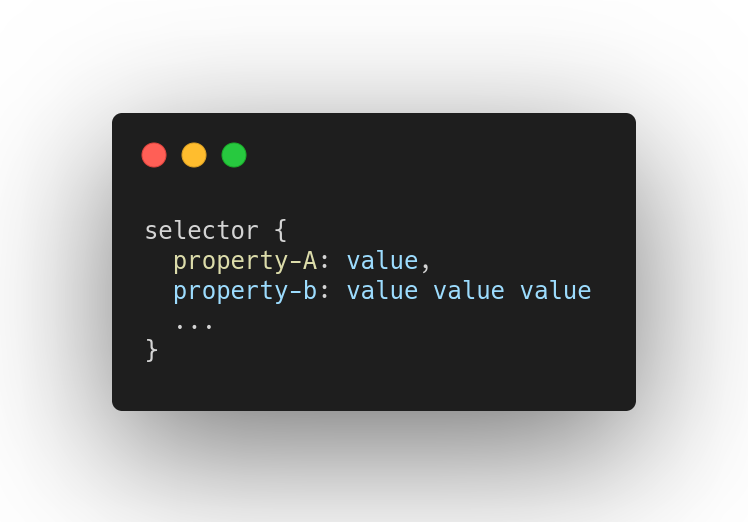 selector {
  property-A: value,
  property-b: value value value
  ...
}